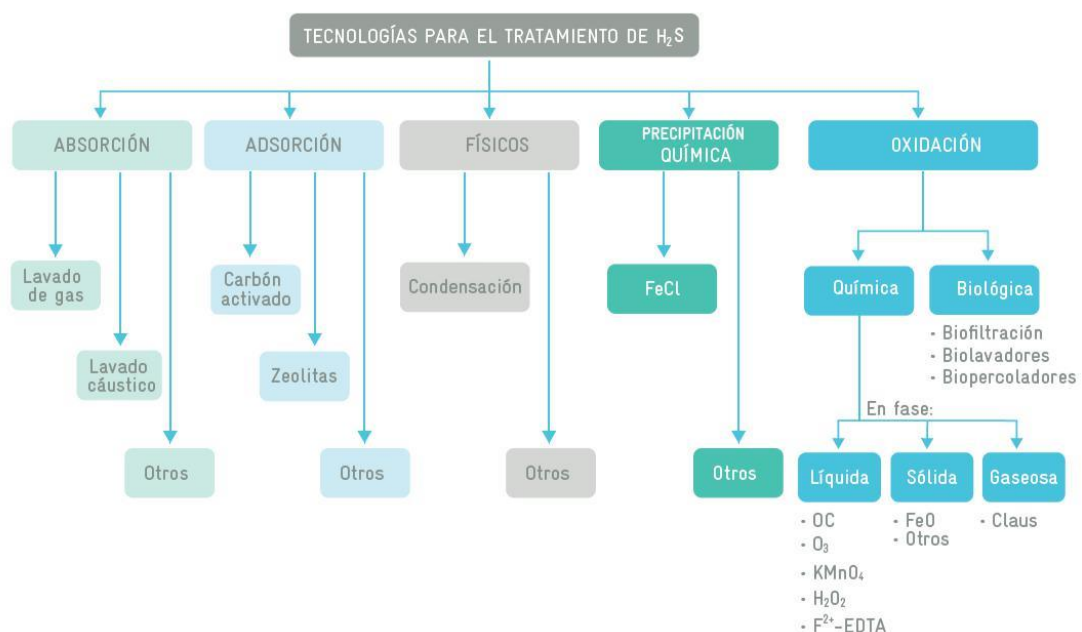 TECNOLOGÍAS PARA EL TRATAMIENTO DE H₂S
ABSORCIÓN
ADSORCIÓN
FÍSICOS
PRECIPITACIÓN
QUÍMICA
OXIDACIÓN
Lavado
de gas
Carbón
activado
Condensación
FeCl
Química
Biológica
· Biofiltración
· Biolavadores
· Biopercoladores
Lavado
cáustico
Zeolitas
En fase:
Otros
Otros
Otros
Otros
Líquida
Sólida
Gaseosa
· OC
· O₃
· KMnO₄
· H₂O₂
· F²⁺-EDTA
· FeO
· Otros
· Claus